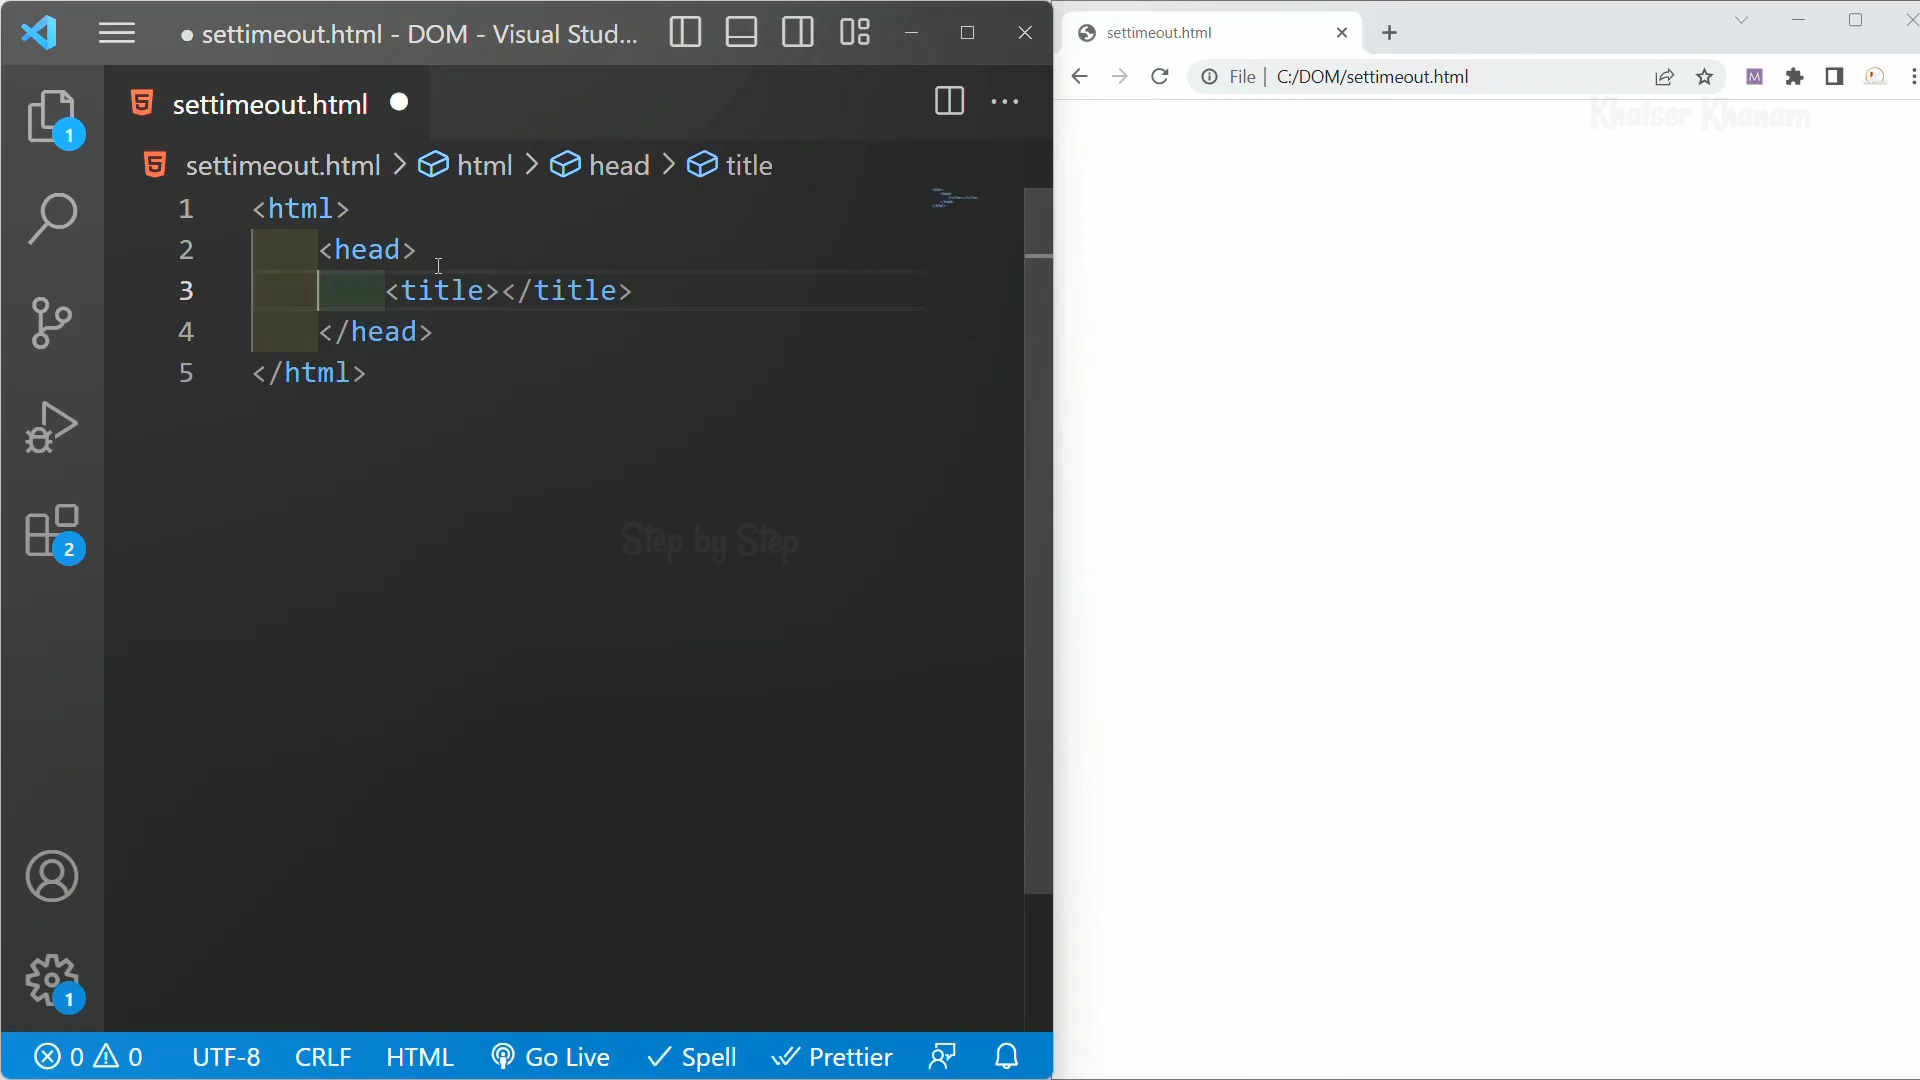 ● settimeout.html - DOM - Visual Stud...
settimeout.html
settimeout.html > html > head > title
1 <html>
2 <head>
3 <title></title>
4 </head>
5 </html>
1
2
1
Step by Step
0 0 UTF-8 CRLF HTML Go Live Spell Prettier
settimeout.html
File | C:/DOM/settimeout.html
M
Khaiser Khanam